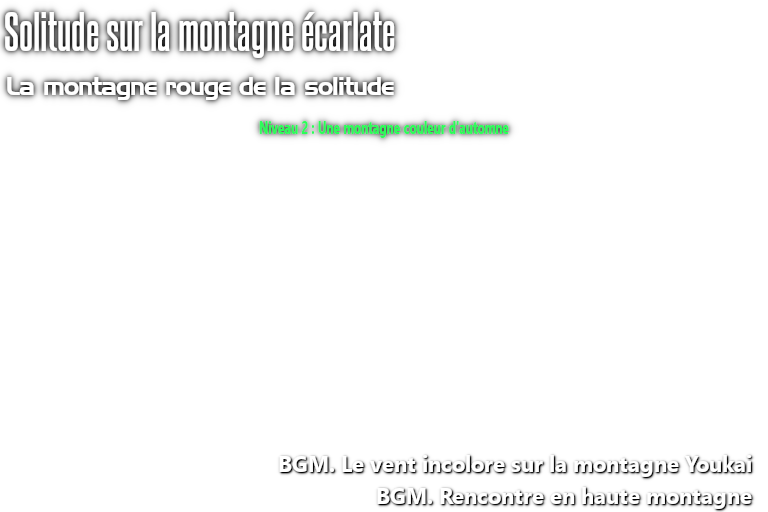 Solitude sur la montagne écarlate
La montagne rouge de la solitude
Niveau 2 : Une montagne couleur d'automne
BGM. Le vent incolore sur la montagne Youkai
BGM. Rencontre en haute montagne